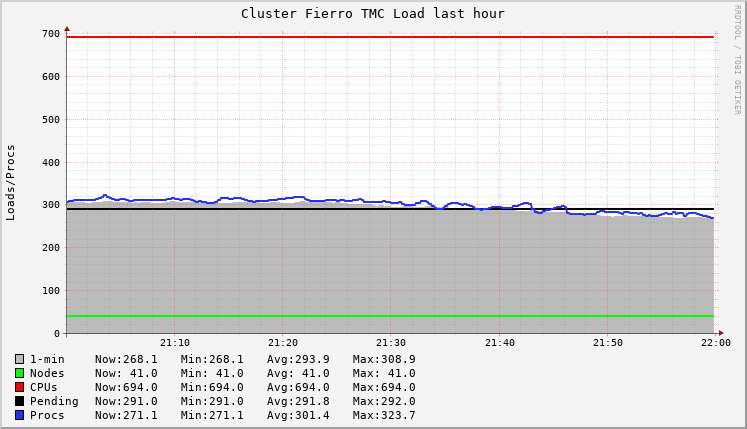 Cluster Fierro TMC Load last hour
RRDTOOL / TOBI OETIKER
Loads/Procs
700
600
500
400
300
200
100
0
21:10 21:20 21:30 21:40 21:50 22:00
1-min Now:268.1 Min:268.1 Avg:293.9 Max:308.9
Nodes Now: 41.0 Min: 41.0 Avg: 41.0 Max: 41.0
CPUs Now:694.0 Min:694.0 Avg:694.0 Max:694.0
Pending Now:291.0 Min:291.0 Avg:291.8 Max:292.0
Procs Now:271.1 Min:271.1 Avg:301.4 Max:323.7